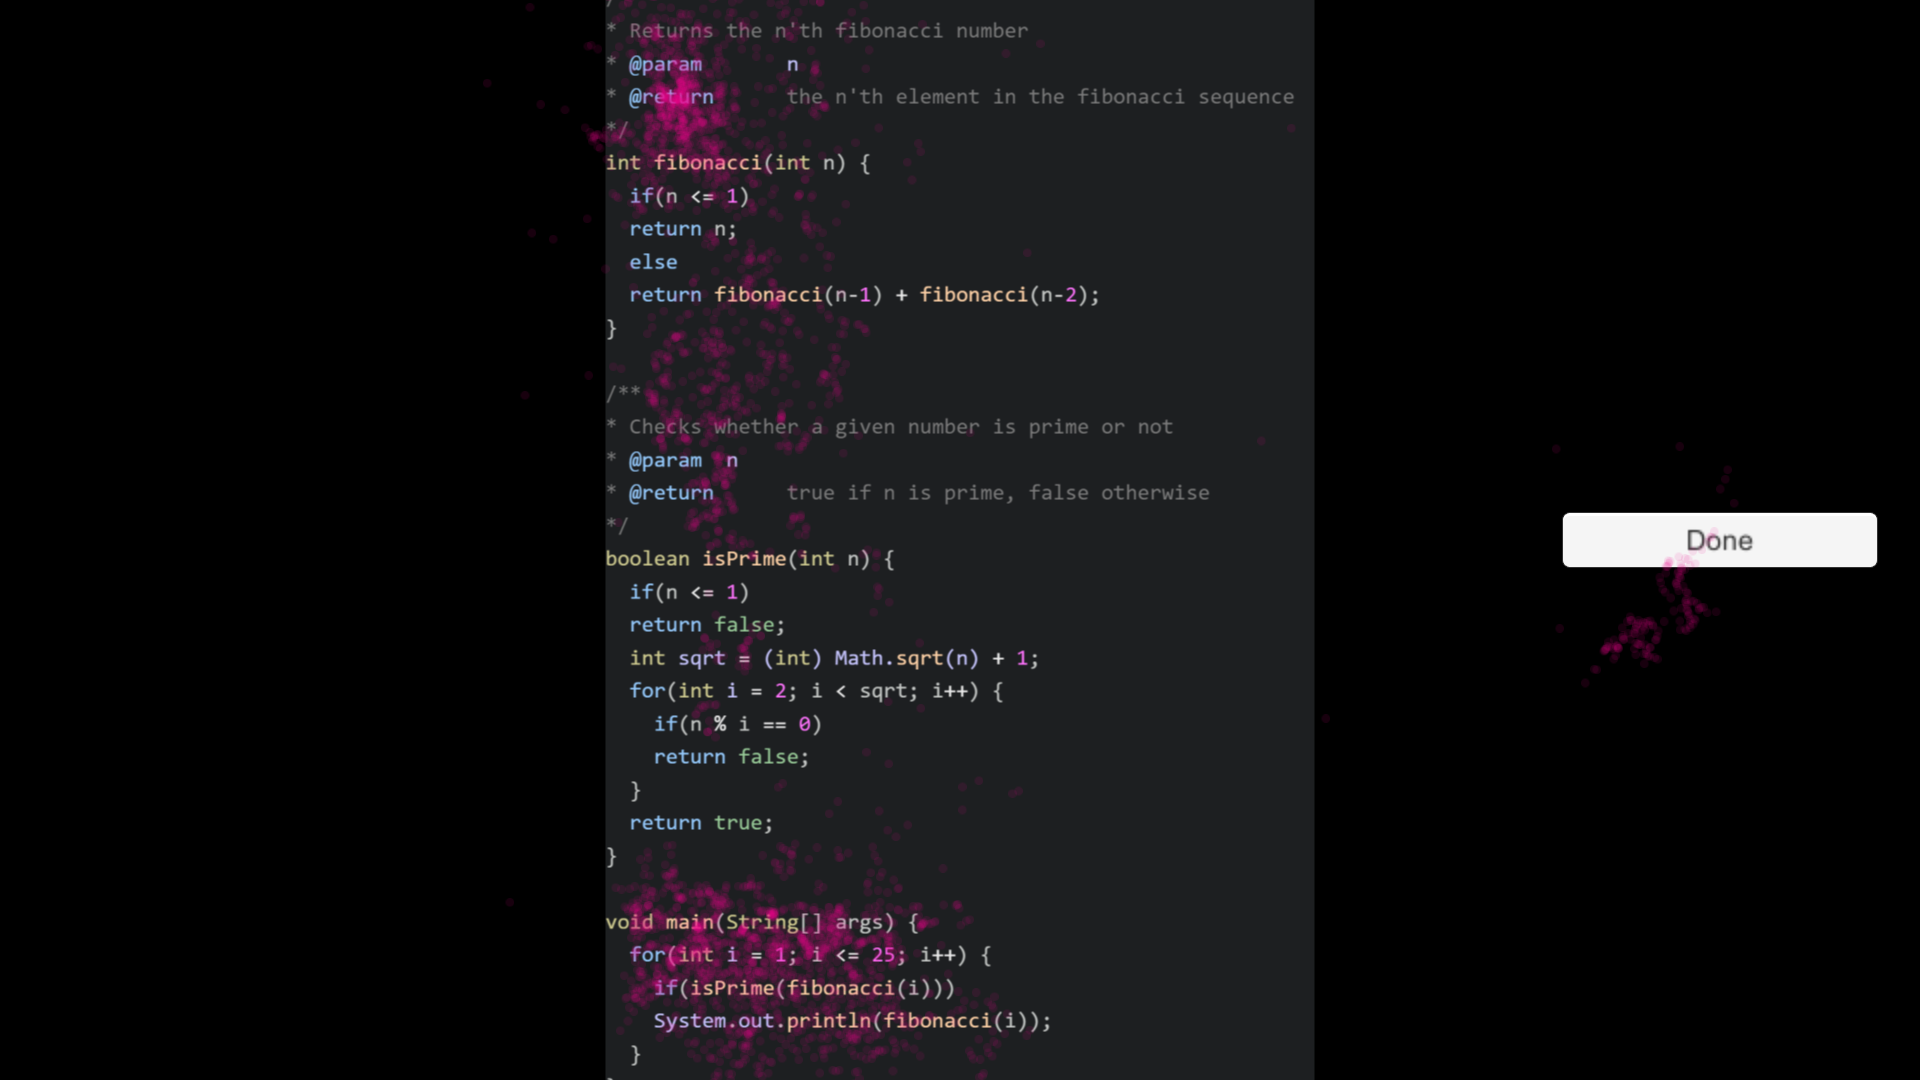 * Returns the n'th fibonacci number
* @param n
* @return the n'th element in the fibonacci sequence
*/
int fibonacci(int n) {
if(n <= 1)
return n;
else
return fibonacci(n-1) + fibonacci(n-2);
}
/**
* Checks whether a given number is prime or not
* @param n
* @return true if n is prime, false otherwise
*/
boolean isPrime(int n) {
if(n <= 1)
return false;
int sqrt = (int) Math.sqrt(n) + 1;
for(int i = 2; i < sqrt; i++) {
if(n % i == 0)
return false;
}
return true;
}
void main(String[] args) {
for(int i = 1; i <= 25; i++) {
if(isPrime(fibonacci(i)))
System.out.println(fibonacci(i));
}
Done